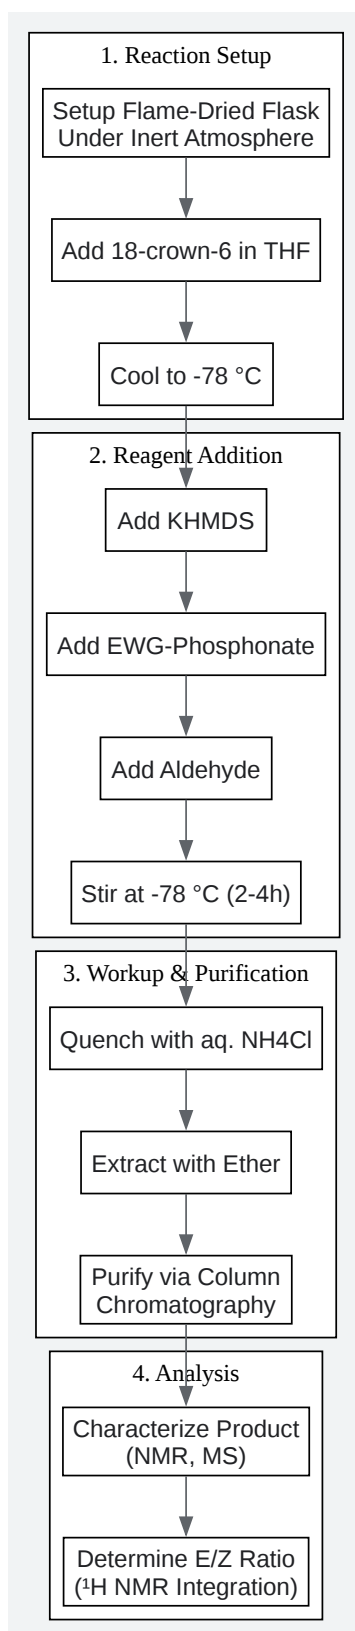 1. Reaction Setup
Setup Flame-Dried Flask
Under Inert Atmosphere
Add 18-crown-6 in THF
Cool to -78 °C
2. Reagent Addition
Add KHMDS
Add EWG-Phosphonate
Add Aldehyde
Stir at -78 °C (2-4h)
3. Workup & Purification
Quench with aq. NH4Cl
Extract with Ether
Purify via Column
Chromatography
4. Analysis
Characterize Product
(NMR, MS)
Determine E/Z Ratio
(¹H NMR Integration)